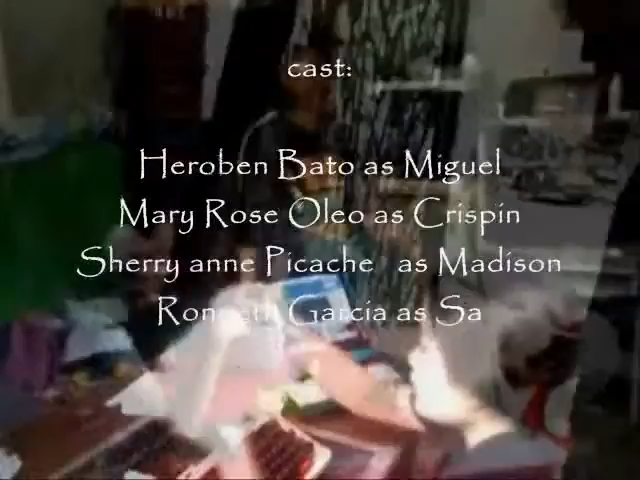 cast:
Heroben Bato as Miguel
Mary Rose Oleo as Crispin
Sherry anne Picache as Madison
Garcia as Sa